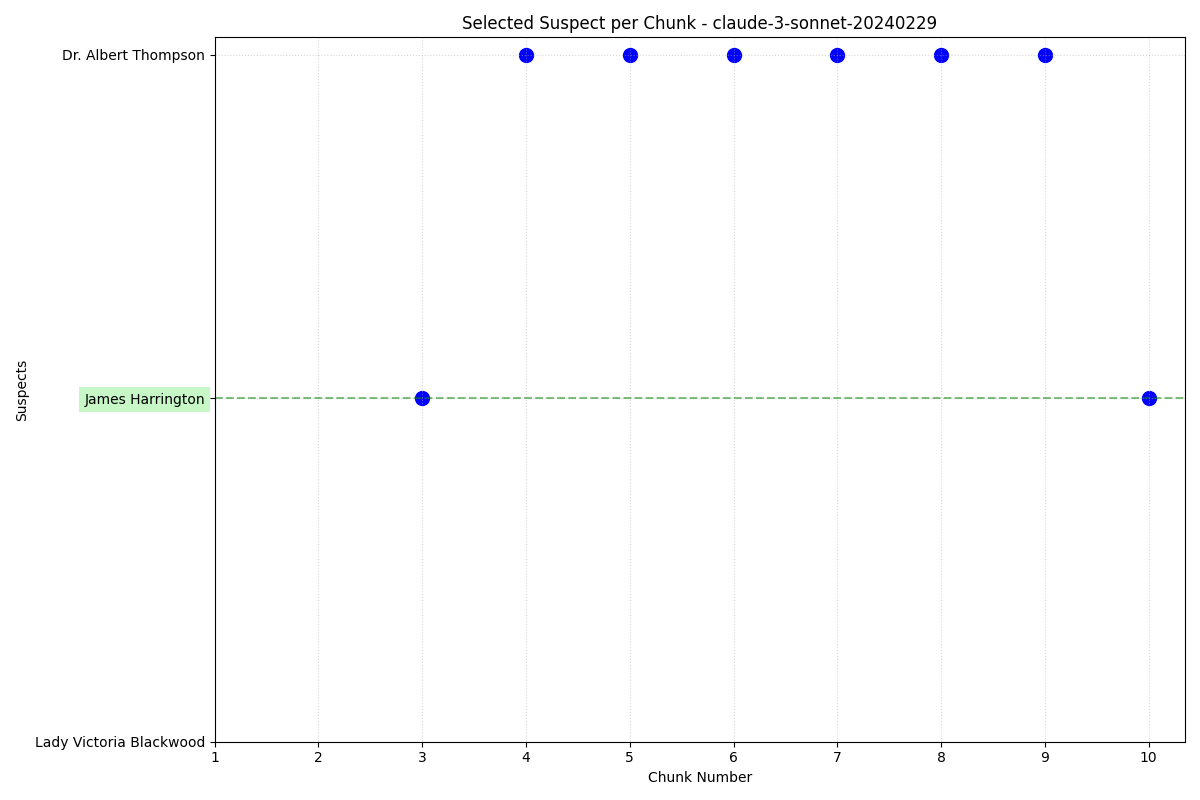 Selected Suspect per Chunk - claude-3-sonnet-20240229
Dr. Albert Thompson
James Harrington
Lady Victoria Blackwood
Suspects
1 2 3 4 5 6 7 8 9 10
Chunk Number